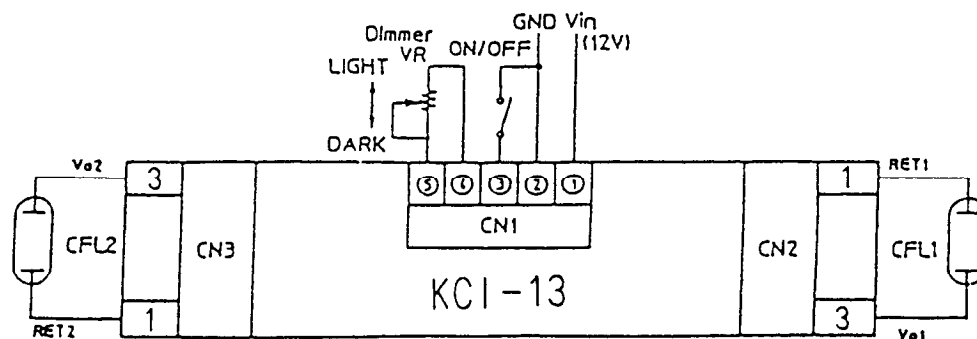 GND Vin
(12V)
Dimmer
VR
ON/OFF
LIGHT
DARK
Vo2
3
⑤ ④ ③ ② ①
1
RET1
CFL2
CN3
CN1
CN2
CFL1
KCI-13
RET2
1
3
Vo1